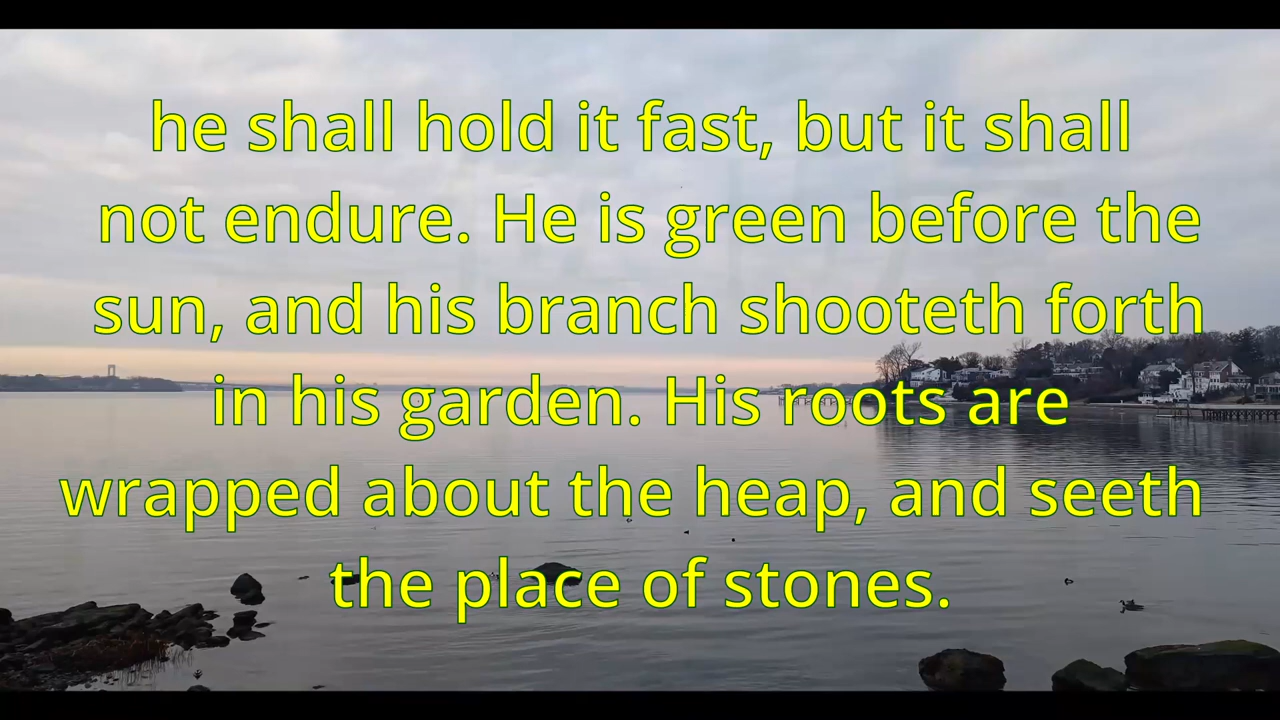 he shall hold it fast, but it shall
not endure. He is green before the
sun, and his branch shooteth forth
in his garden. His roots are
wrapped about the heap, and seeth
the place of stones.